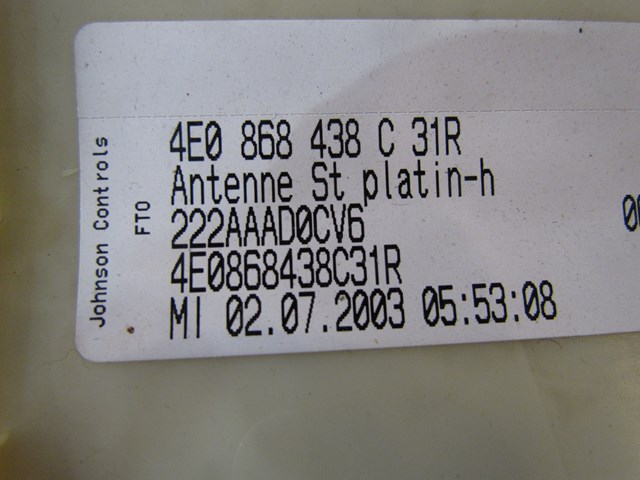 Johnson Controls
FTO
4E0 868 438 C 31R
Antenne St platin-h
222AAAD0CV6
4E0868438C31R
MI 02.07.2003 05:53:08